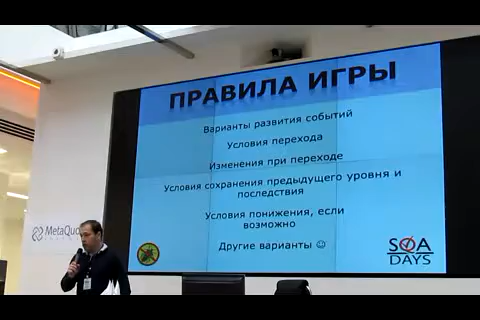 ПРАВИЛА ИГРЫ
Варианты развития событий
Условия перехода
Изменения при переходе
Условия сохранения предыдущего уровня и
последствия
Условия понижения, если
возможно
Другие варианты ☺
SQA
DAYS
MetaQuo